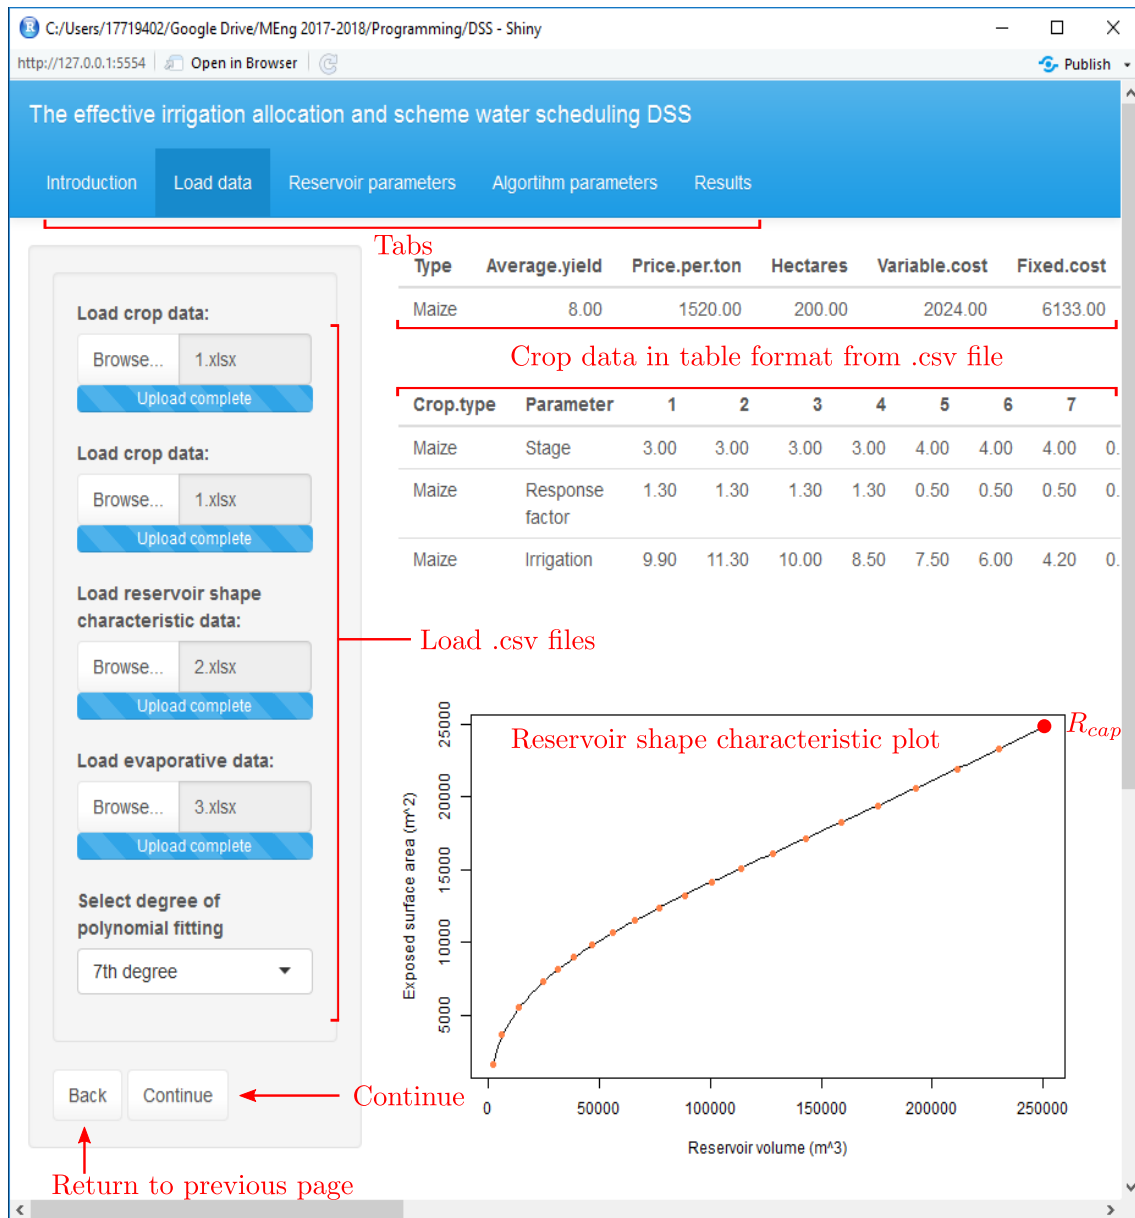 C:/Users/17719402/Google Drive/MEng 2017-2018/Programming/DSS - Shiny
http://127.0.0.1:5554 Open in Browser Publish
The effective irrigation allocation and scheme water scheduling DSS
Introduction Load data Reservoir parameters Algortihm parameters Results
Tabs
Type Average.yield Price.per.ton Hectares Variable.cost Fixed.cost
Maize 8.00 1520.00 200.00 2024.00 6133.00
Crop data in table format from .csv file
Crop.type Parameter 1 2 3 4 5 6 7
Maize Stage 3.00 3.00 3.00 3.00 4.00 4.00 4.00 0.
Maize Response factor 1.30 1.30 1.30 1.30 0.50 0.50 0.50 0.
Maize Irrigation 9.90 11.30 10.00 8.50 7.50 6.00 4.20 0.
Load crop data:
Browse... 1.xlsx
Upload complete
Load crop data:
Browse... 1.xlsx
Upload complete
Load reservoir shape
characteristic data:
Browse... 2.xlsx
Upload complete
Load evaporative data:
Browse... 3.xlsx
Upload complete
Select degree of
polynomial fitting
7th degree
Load .csv files
Back Continue
Continue
Return to previous page
Reservoir shape characteristic plot
R_cap
Exposed surface area (m^2)
25000
20000
15000
10000
5000
0 50000 100000 150000 200000 250000
Reservoir volume (m^3)